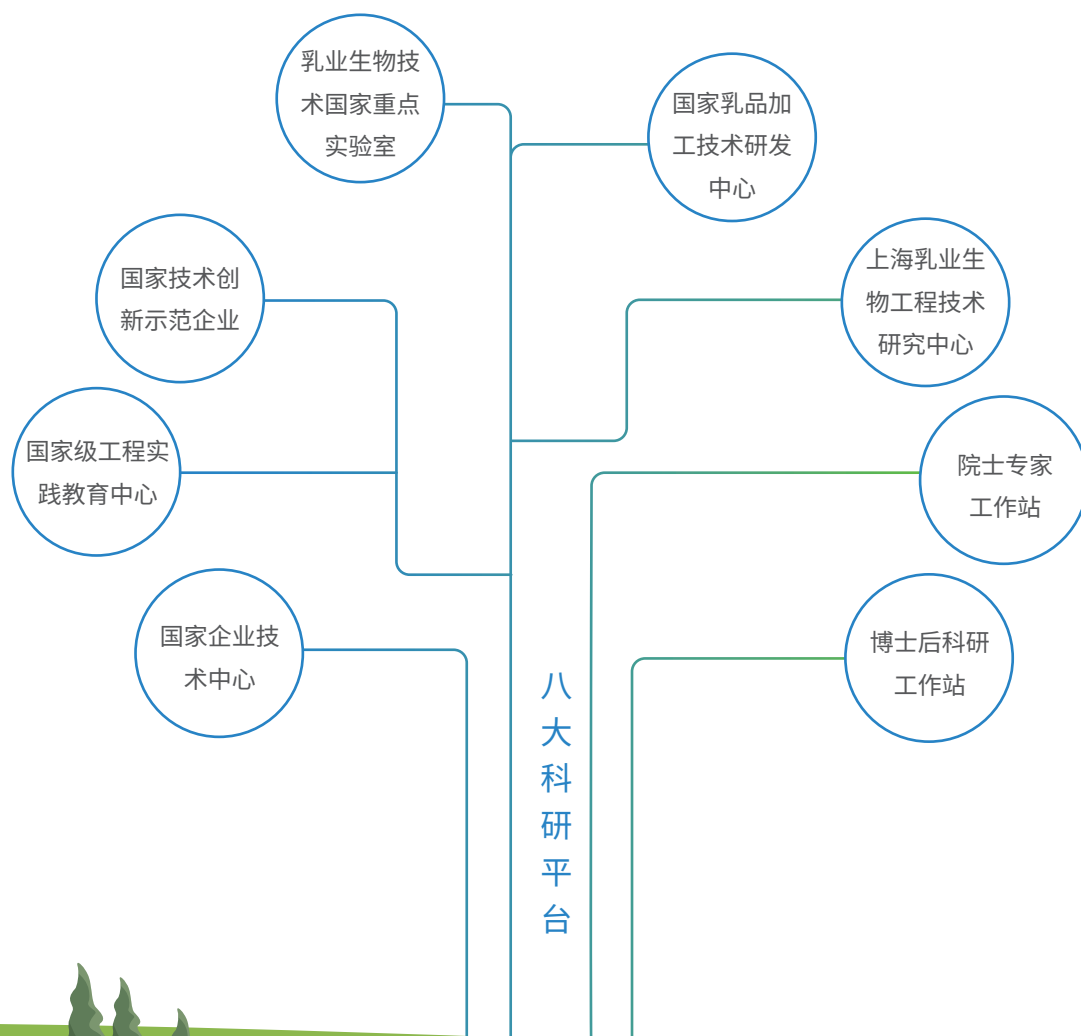 乳业生物技
术国家重点
实验室
国家乳品加
工技术研发
中心
国家技术创
新示范企业
上海乳业生
物工程技术
研究中心
国家级工程实
践教育中心
院士专家
工作站
国家企业技
术中心
博士后科研
工作站
八大科研平台